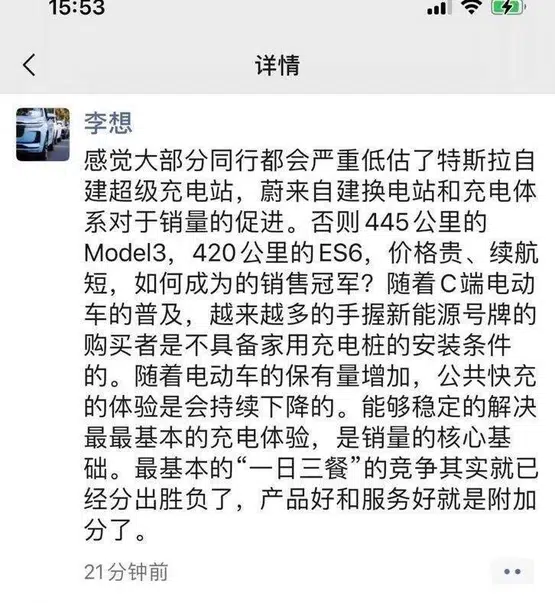 15:53
详情
李想
感觉大部分同行都会严重低估了特斯拉自
建超级充电站，蔚来自建换电站和充电体
系对于销量的促进。否则445公里的
Model3，420公里的ES6，价格贵、续航
短，如何成为的销售冠军？随着C端电动
车的普及，越来越多的手握新能源号牌的
购买者是不具备家用充电桩的安装条件
的。随着电动车的保有量增加，公共快充
的体验是会持续下降的。能够稳定的解决
最最基本的充电体验，是销量的核心基
础。最基本的“一日三餐”的竞争其实就已
经分出胜负了，产品好和服务好就是附加
分了。
21分钟前